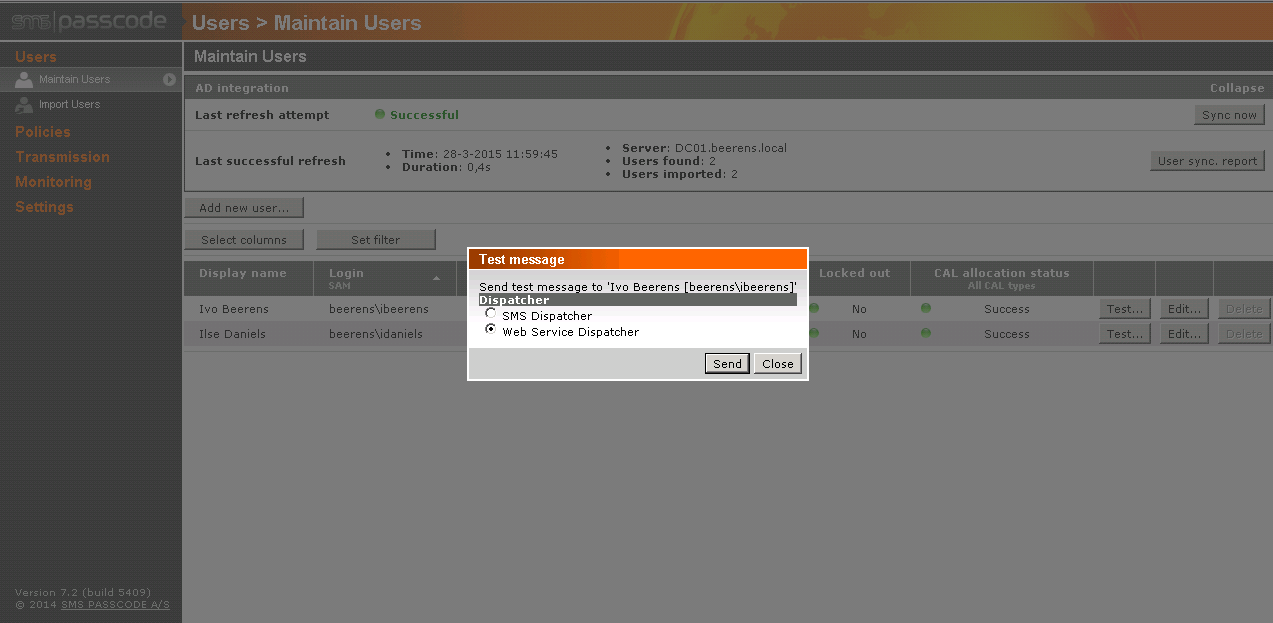 sms|passcode
Users > Maintain Users
Users
Maintain Users
Import Users
Policies
Transmission
Monitoring
Settings
Maintain Users
AD integration Collapse
Last refresh attempt Successful Sync now
Last successful refresh
• Time: 28-3-2015 11:59:45
• Duration: 0,4s
• Server: DC01.beerens.local
• Users found: 2
• Users imported: 2
User sync. report
Add new user...
Select columns Set filter
Display name Login Locked out CAL allocation status
SAM All CAL types
Ivo Beerens beerens\ibeerens No Success Test... Edit... Delete
Ilse Daniels beerens\idaniels No Success Test... Edit... Delete
Test message
Send test message to 'Ivo Beerens [beerens\ibeerens]'
Dispatcher
SMS Dispatcher
Web Service Dispatcher
Send Close
Version 7.2 (build 5409)
© 2014 SMS PASSCODE A/S